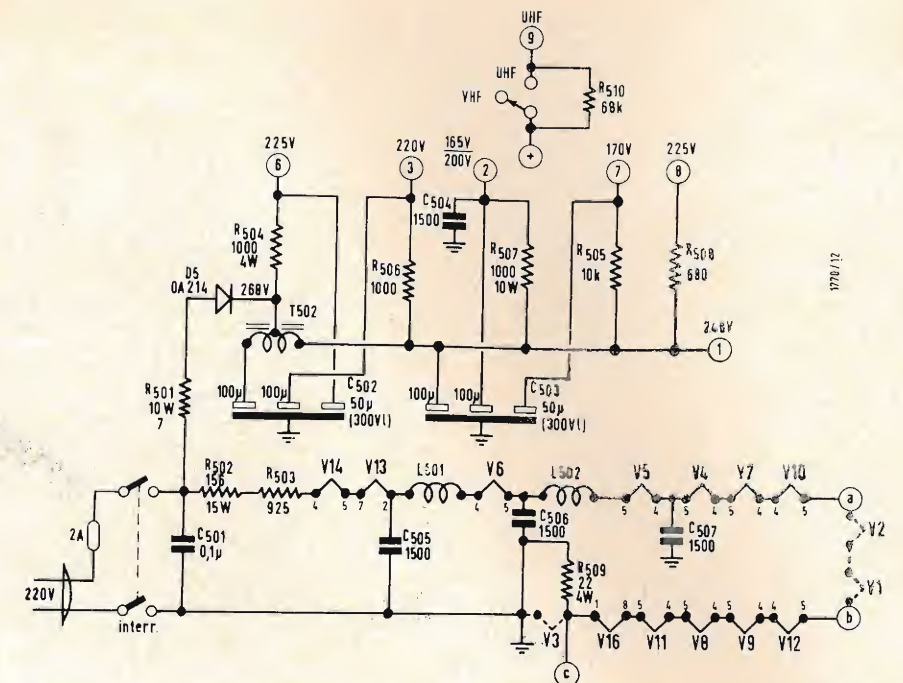 UHF
9
UHF
VHF
R510
68k
+
225V
6
220V
3
165V
200V
2
170V
7
225V
8
C504
1500
R504
1000
4W
R506
1000
R507
1000
10W
R505
10k
R508
680
1770/12
D5
OA214
268V
T502
248V
1
R501
10W
7
100µ
100µ
C502
50µ
(300Vl)
100µ
100µ
C503
50µ
(300Vl)
R502
156
15W
R503
925
V14
V13
L501
V6
L502
V5
V4
V7
V10
4
5
7
2
4
5
5
4
5
4
5
4
4
5
a
2A
C501
0,1µ
C505
1500
C506
1500
C507
1500
V2
R509
22
4W
V1
220V
interr.
V3
1
8
5
4
5
4
5
4
4
5
b
V16
V11
V8
V9
V12
c